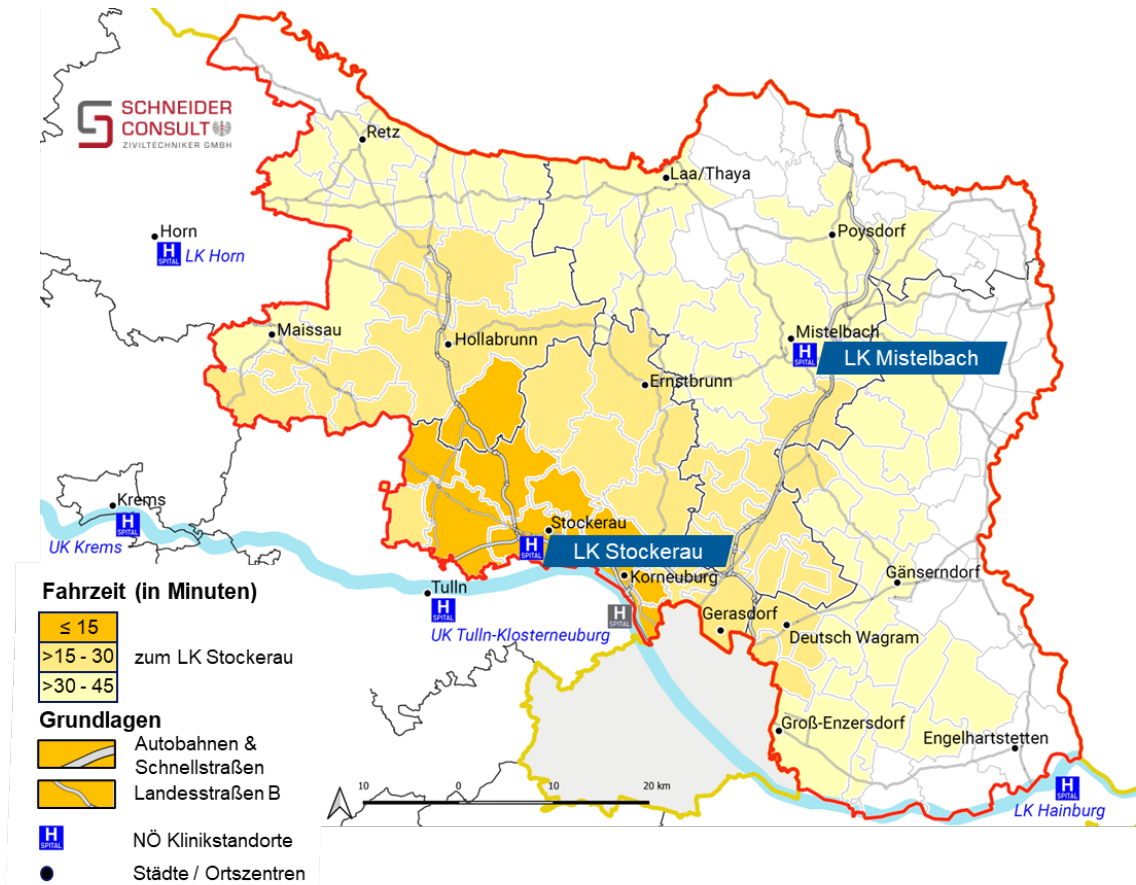 SCHNEIDER
CONSULT
ZIVILTECHNIKER GMBH
Retz
Laa/Thaya
Horn
H
SPITAL
LK Horn
Poysdorf
Maissau
Hollabrunn
Mistelbach
H
SPITAL
LK Mistelbach
Ernstbrunn
Krems
H
SPITAL
UK Krems
Stockerau
H
SPITAL
LK Stockerau
Korneuburg
Gänserndorf
Tulln
H
SPITAL
UK Tulln-Klosterneuburg
H
SPITAL
Gerasdorf
Deutsch Wagram
Groß-Enzersdorf
Engelhartstetten
H
SPITAL
LK Hainburg
Fahrzeit (in Minuten)
≤ 15
>15 - 30
zum LK Stockerau
>30 - 45
Grundlagen
Autobahnen &
Schnellstraßen
Landesstraßen B
H
SPITAL
NÖ Klinikstandorte
Städte / Ortszentren
10 0 10 20 km